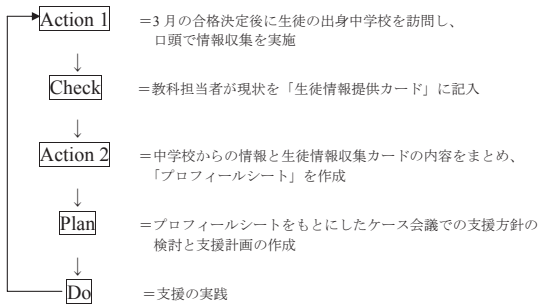 Action 1 ＝3 月の合格決定後に生徒の出身中学校を訪問し、
口頭で情報収集を実施
↓
Check ＝教科担当者が現状を「生徒情報提供カード」に記入
↓
Action 2 ＝中学校からの情報と生徒情報収集カードの内容をまとめ、
「プロフィールシート」を作成
↓
Plan ＝プロフィールシートをもとにしたケース会議での支援方針の
検討と支援計画の作成
↓
Do ＝支援の実践